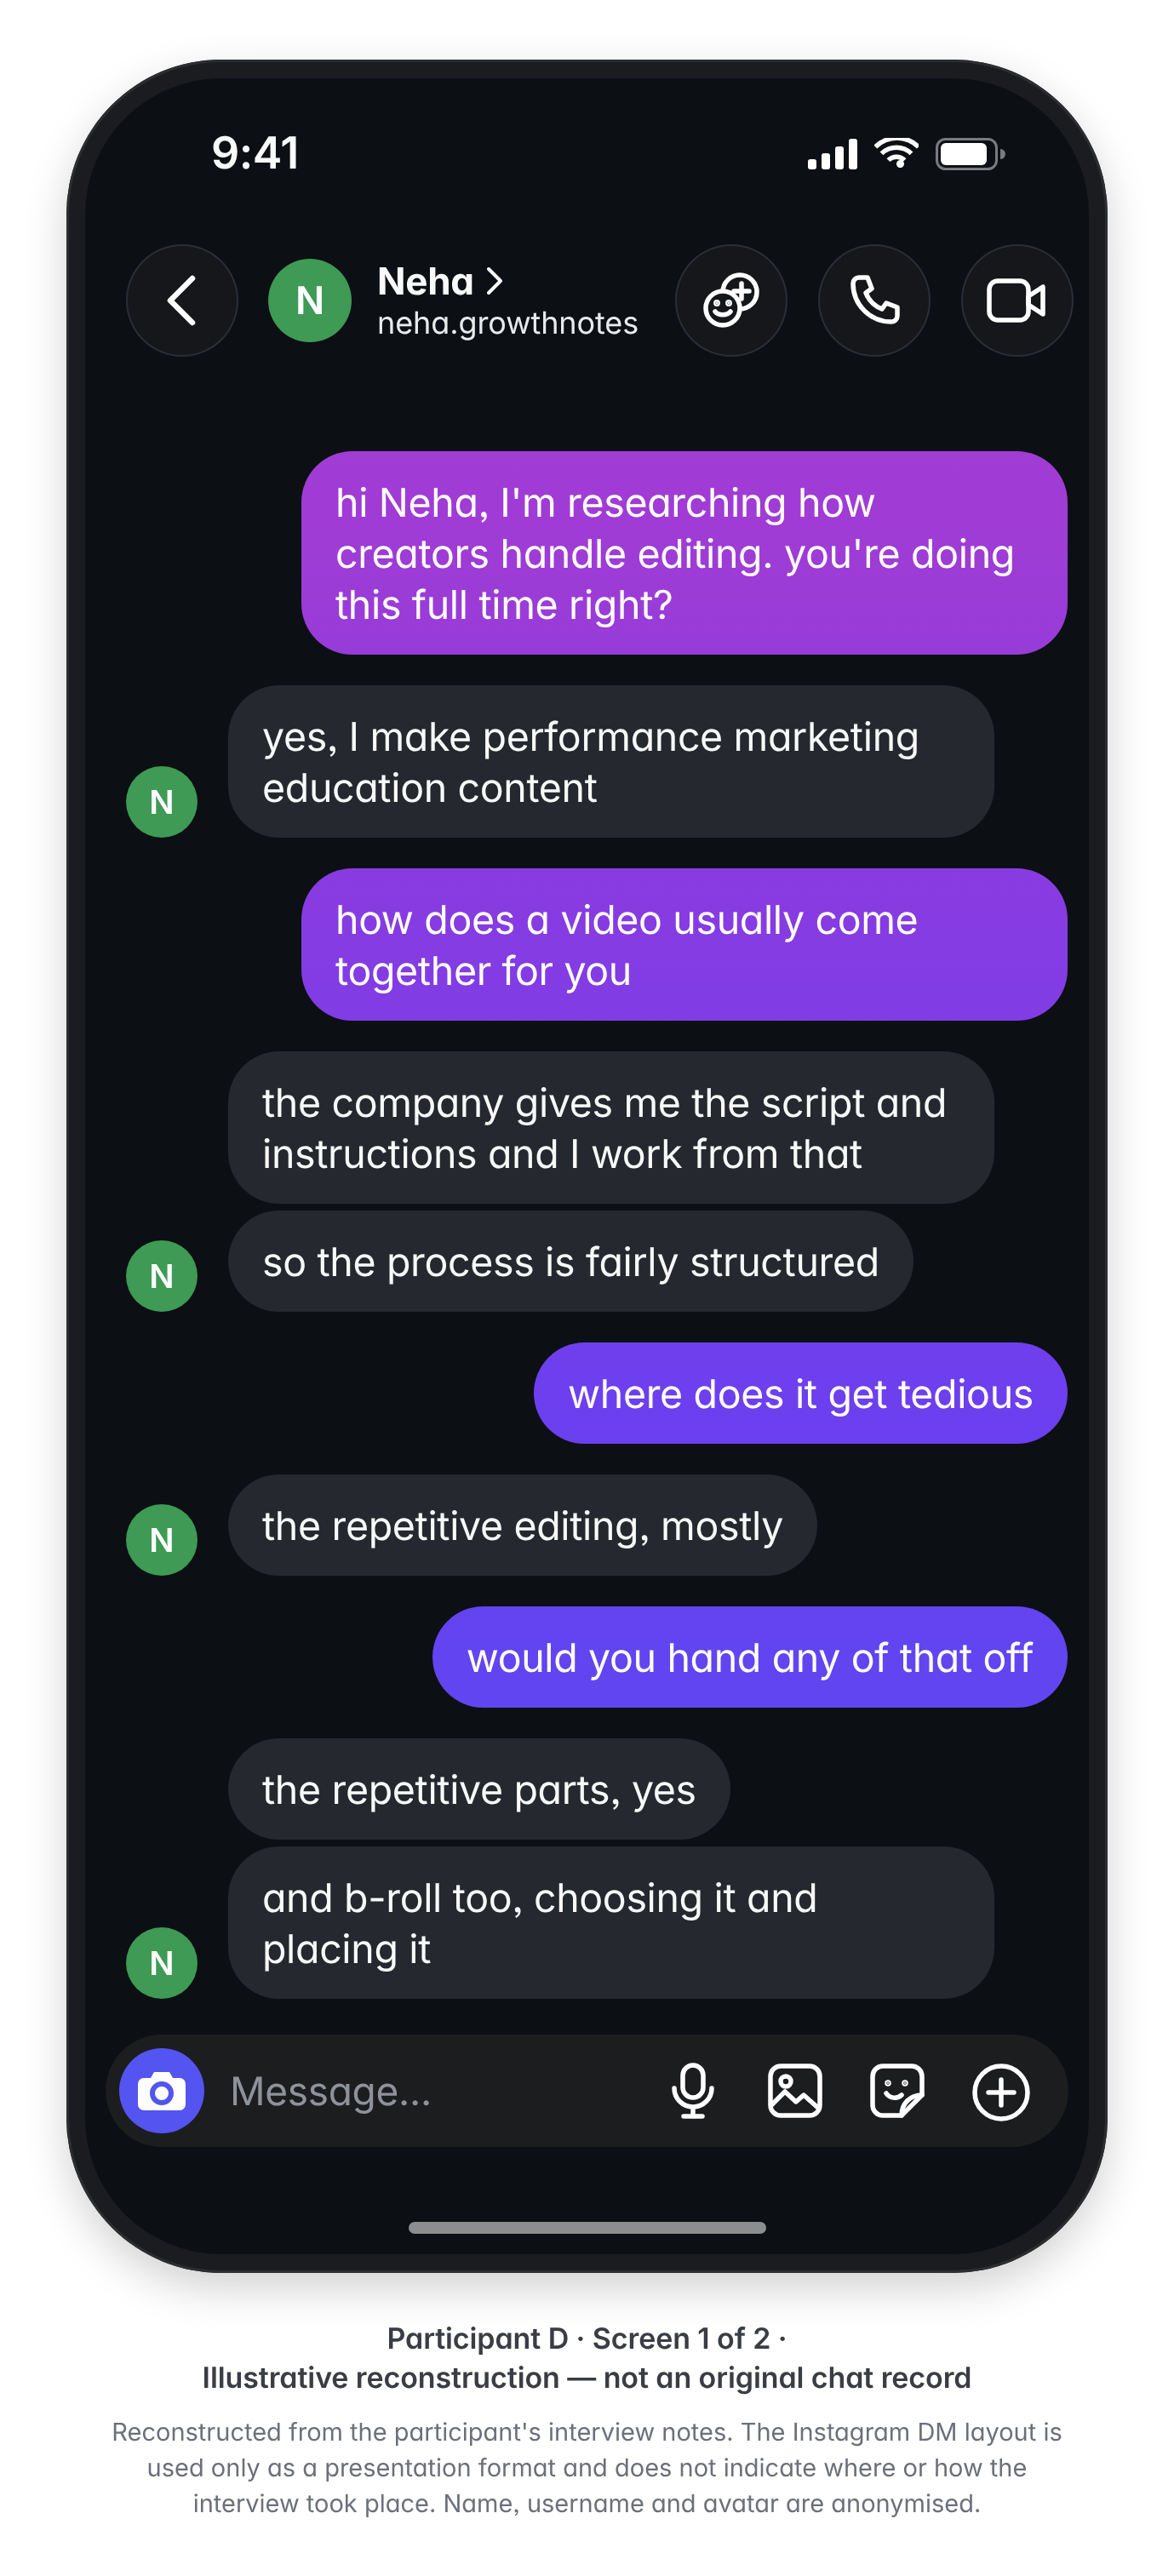 9:41
N
Neha
neha.growthnotes
hi Neha, I'm researching how
creators handle editing. you're doing
this full time right?
yes, I make performance marketing
education content
N
how does a video usually come
together for you
the company gives me the script and
instructions and I work from that
so the process is fairly structured
N
where does it get tedious
the repetitive editing, mostly
N
would you hand any of that off
the repetitive parts, yes
and b-roll too, choosing it and
placing it
N
Message...
Participant D · Screen 1 of 2 ·
Illustrative reconstruction — not an original chat record
Reconstructed from the participant's interview notes. The Instagram DM layout is
used only as a presentation format and does not indicate where or how the
interview took place. Name, username and avatar are anonymised.